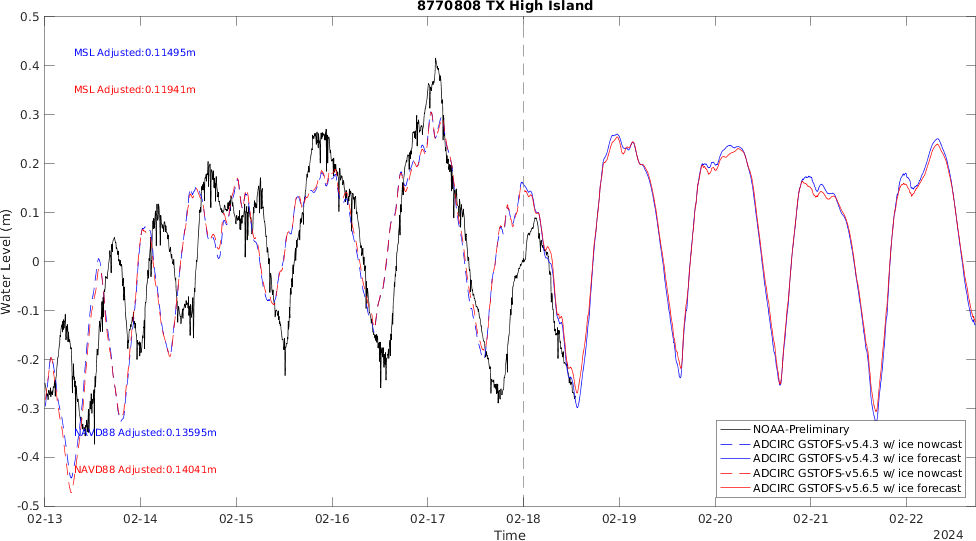 8770808 TX High Island
0.5
0.4
0.3
0.2
0.1
0
-0.1
-0.2
-0.3
-0.4
-0.5
Water Level (m)
MSL Adjusted:0.11495m
MSL Adjusted:0.11941m
NAVD88 Adjusted:0.13595m
NAVD88 Adjusted:0.14041m
NOAA-Preliminary
ADCIRC GSTOFS-v5.4.3 w/ ice nowcast
ADCIRC GSTOFS-v5.4.3 w/ ice forecast
ADCIRC GSTOFS-v5.6.5 w/ ice nowcast
ADCIRC GSTOFS-v5.6.5 w/ ice forecast
02-13 02-14 02-15 02-16 02-17 02-18 02-19 02-20 02-21 02-22
Time
2024